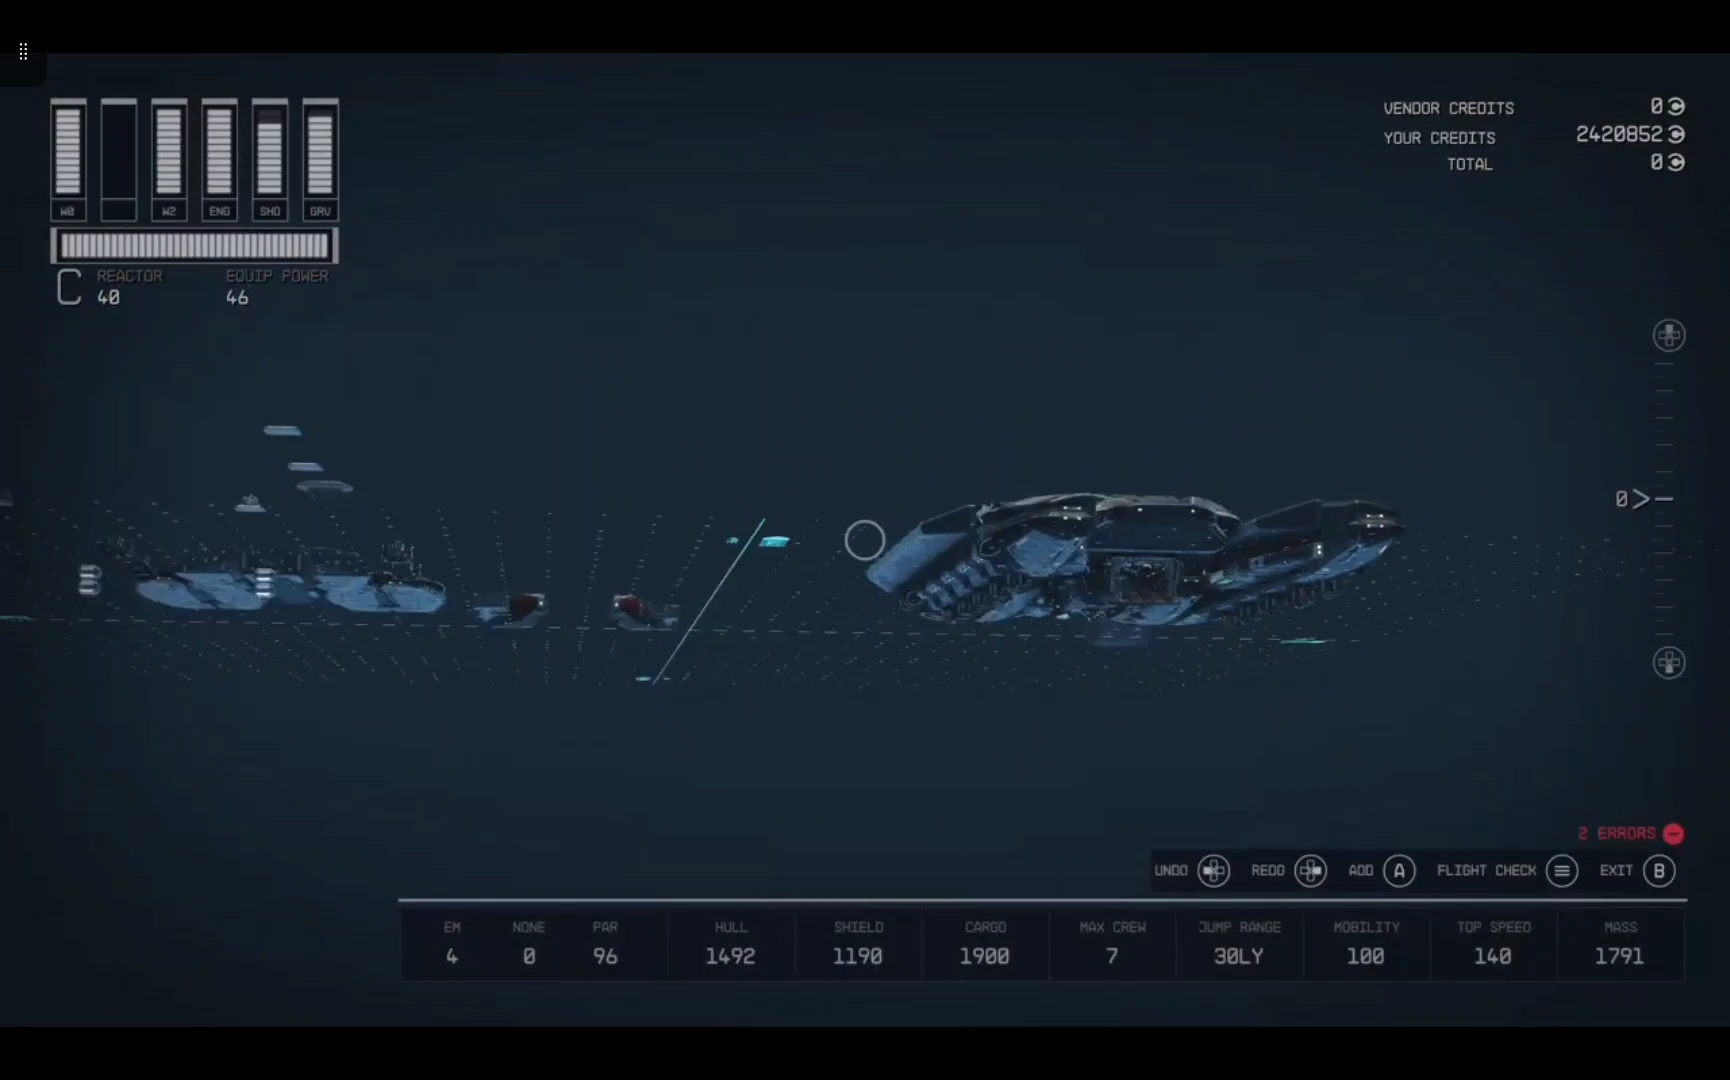 VENDOR CREDITS 0
YOUR CREDITS 2420852
TOTAL 0
W0 W2 ENG SHD GRV
REACTOR EQUIP POWER
C 40 46
0
2 ERRORS
UNDO REDO ADD A FLIGHT CHECK EXIT B
EM NONE PAR HULL SHIELD CARGO MAX CREW JUMP RANGE MOBILITY TOP SPEED MASS
4 0 96 1492 1190 1900 7 30LY 100 140 1791